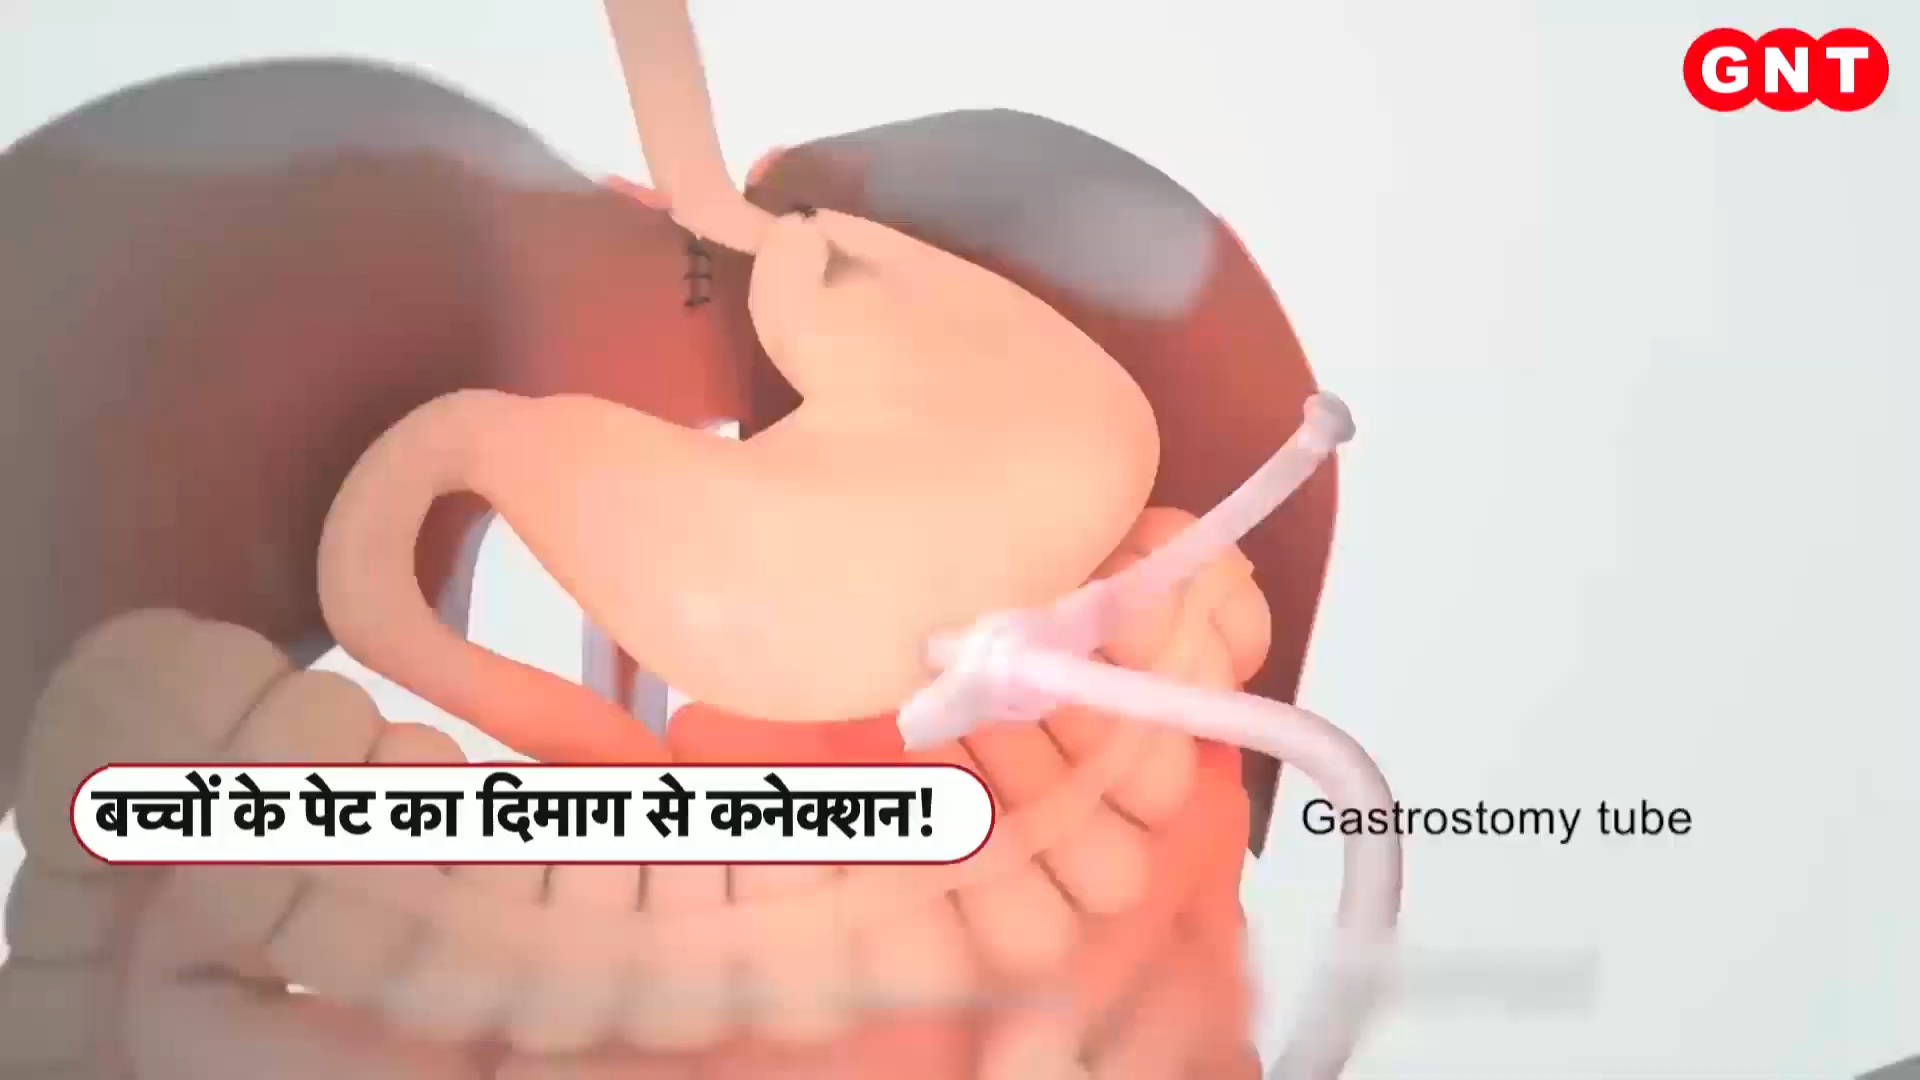 GNT
बच्चों के पेट का दिमाग से कनेक्शन!
Gastrostomy tube